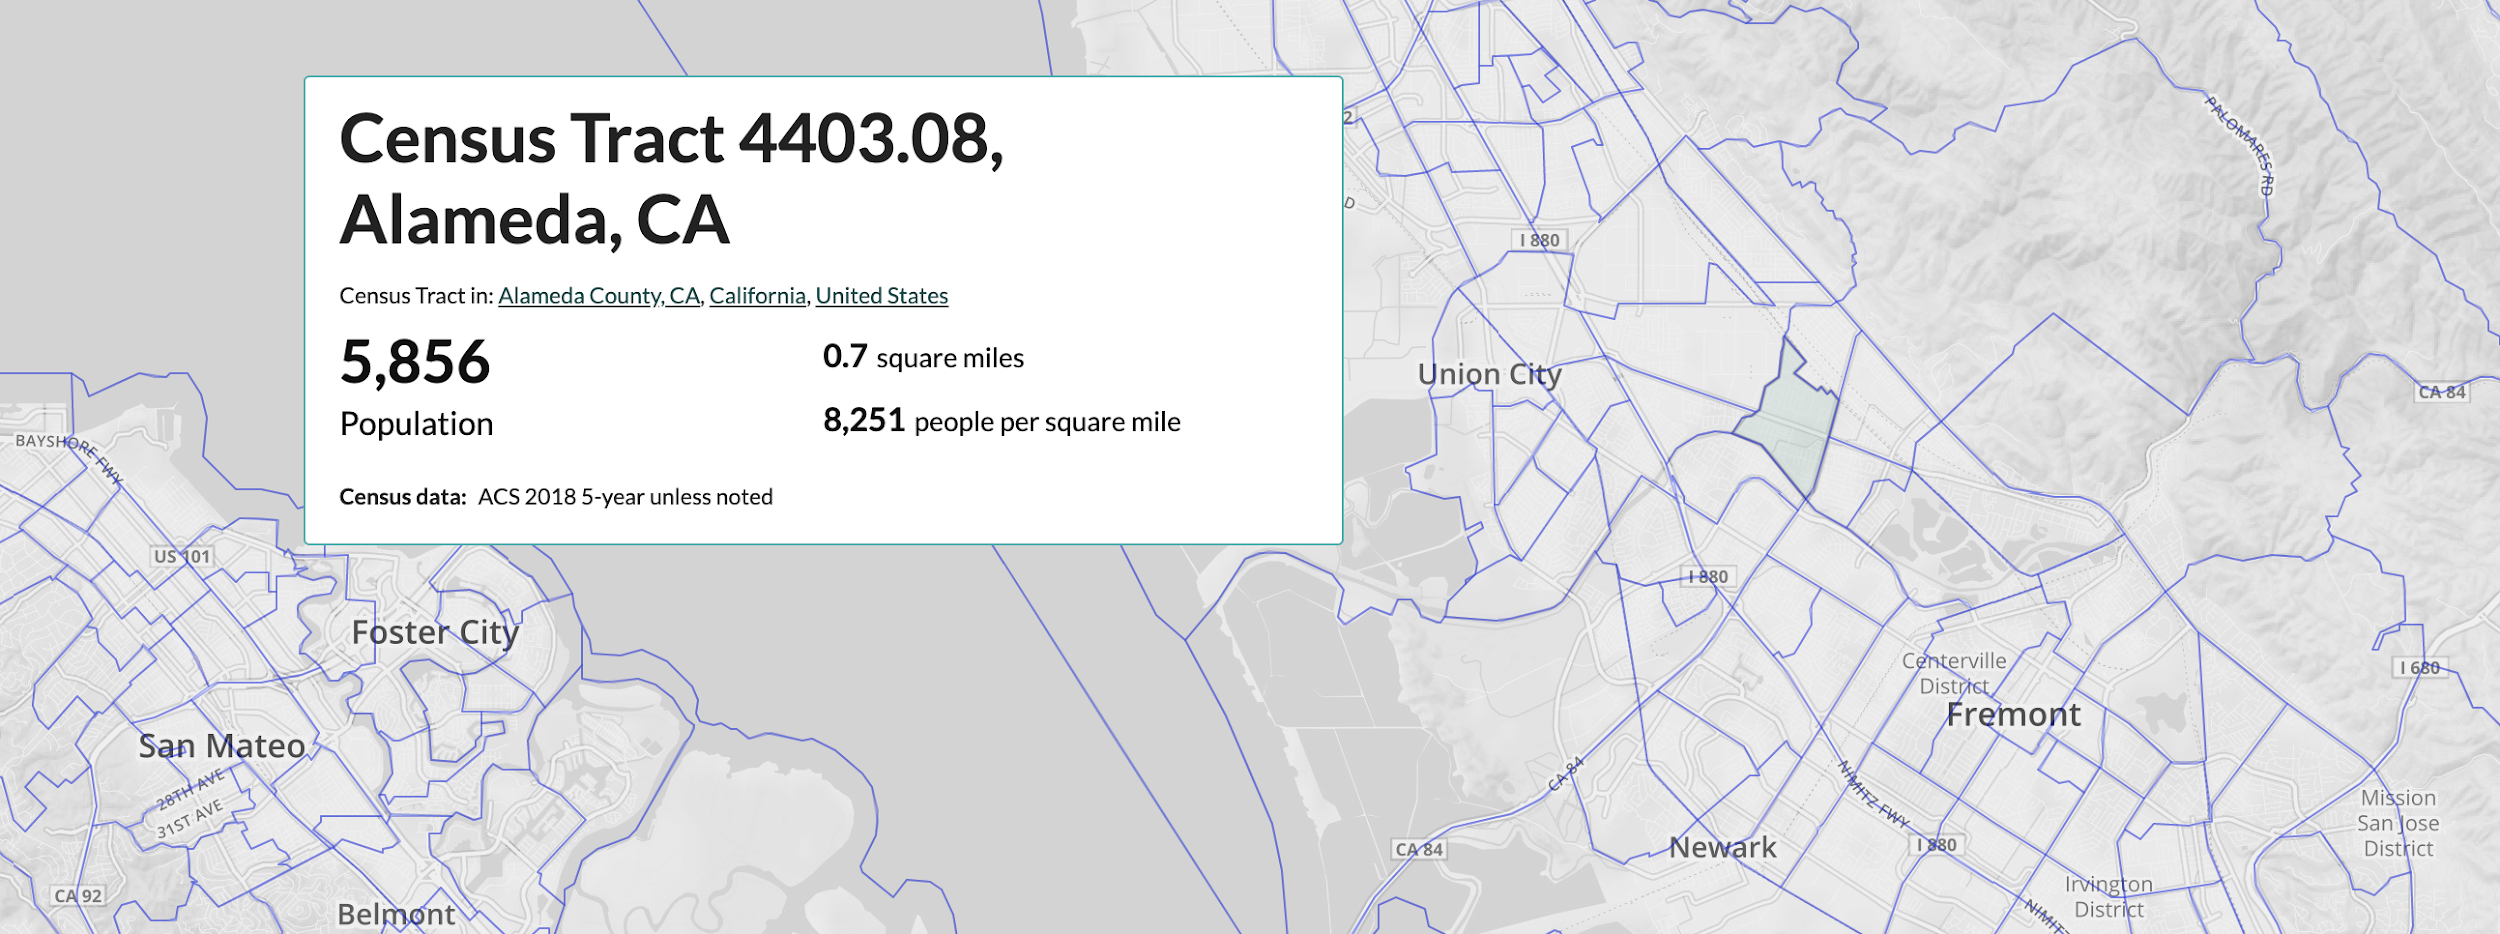 Census Tract 4403.08,
Alameda, CA
Census Tract in: Alameda County, CA, California, United States
5,856
Population
0.7 square miles
8,251 people per square mile
Census data: ACS 2018 5-year unless noted
PALOMARES RD
2
D
I 880
Union City
CA 84
BAYSHORE FWY
US 101
I 880
Foster City
Centerville
District
I 680
Fremont
San Mateo
28TH AVE
31ST AVE
CA 84
NIMITZ FWY
Mission
San Jose
District
Newark
I 880
CA 84
CA 92
Irvington
District
Belmont
NIMITZ